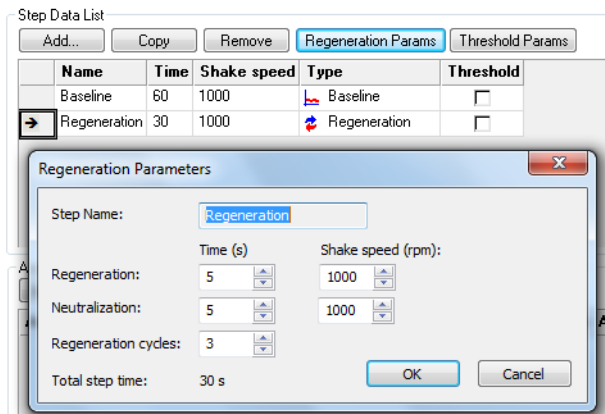 Step Data List
Add... Copy Remove Regeneration Params Threshold Params
Name Time Shake speed Type Threshold
Baseline 60 1000 Baseline
Regeneration 30 1000 Regeneration
Regeneration Parameters
Step Name: Regeneration
Time (s) Shake speed (rpm):
Regeneration: 5 1000
Neutralization: 5 1000
Regeneration cycles: 3
Total step time: 30 s
OK Cancel